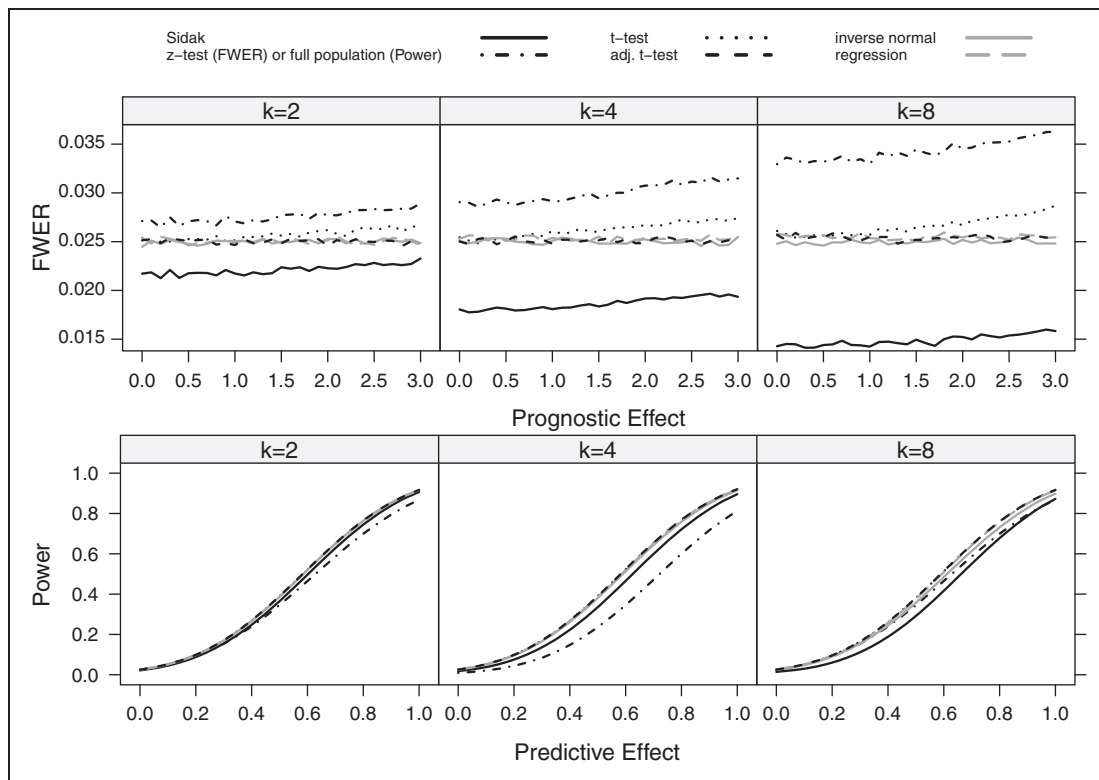 Sidak t−test inverse normal
z−test (FWER) or full population (Power) adj. t−test regression
k=2 k=4 k=8
0.035
0.030
0.025
0.020
0.015
FWER
0.0 0.5 1.0 1.5 2.0 2.5 3.0 0.0 0.5 1.0 1.5 2.0 2.5 3.0 0.0 0.5 1.0 1.5 2.0 2.5 3.0
Prognostic Effect
k=2 k=4 k=8
1.0
0.8
0.6
0.4
0.2
0.0
Power
0.0 0.2 0.4 0.6 0.8 1.0 0.0 0.2 0.4 0.6 0.8 1.0 0.0 0.2 0.4 0.6 0.8 1.0
Predictive Effect